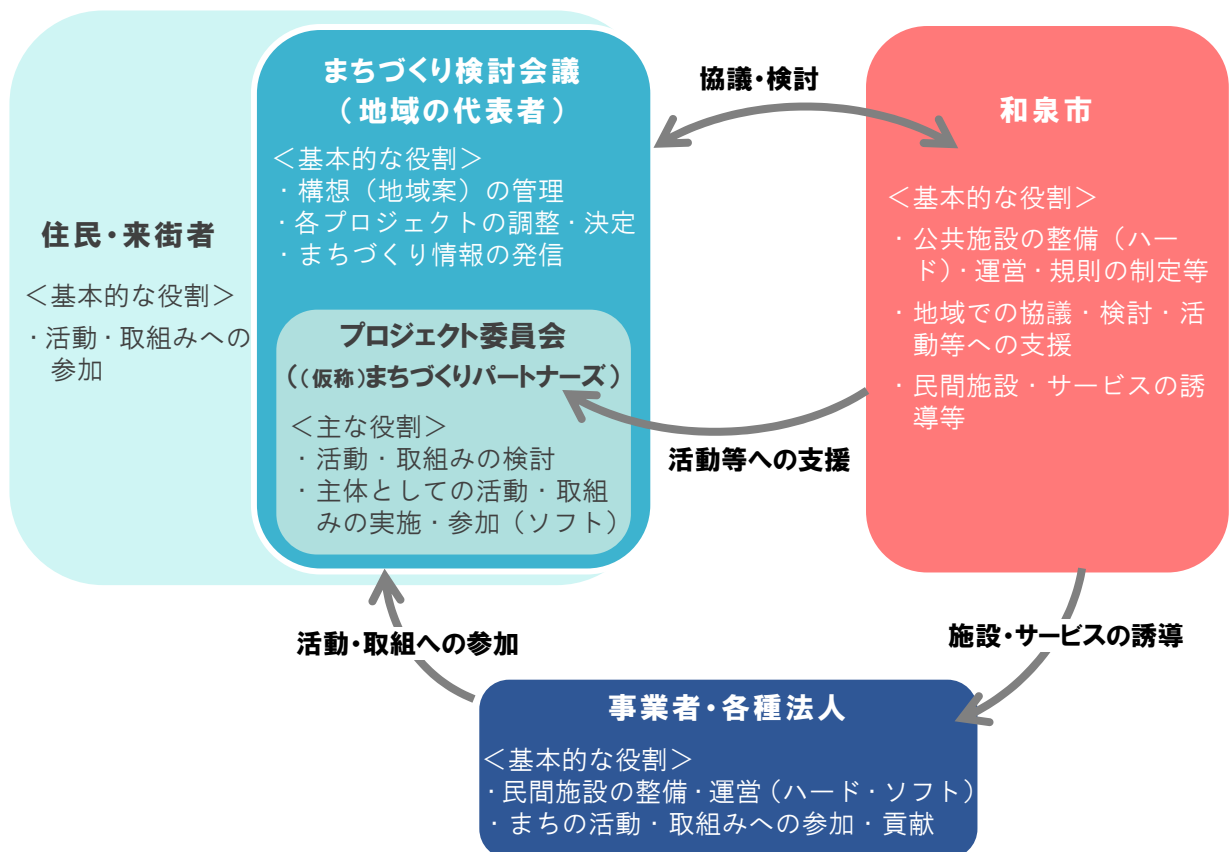 住民・来街者
＜基本的な役割＞
・活動・取組みへの
参加
まちづくり検討会議
（地域の代表者）
＜基本的な役割＞
・構想（地域案）の管理
・各プロジェクトの調整・決定
・まちづくり情報の発信
プロジェクト委員会
（（仮称）まちづくりパートナーズ）
＜主な役割＞
・活動・取組みの検討
・主体としての活動・取組
みの実施・参加（ソフト）
協議・検討
活動等への支援
和泉市
＜基本的な役割＞
・公共施設の整備（ハー
ド）・運営・規則の制定等
・地域での協議・検討・活
動等への支援
・民間施設・サービスの誘
導等
活動・取組への参加
施設・サービスの誘導
事業者・各種法人
＜基本的な役割＞
・民間施設の整備・運営（ハード・ソフト）
・まちの活動・取組みへの参加・貢献